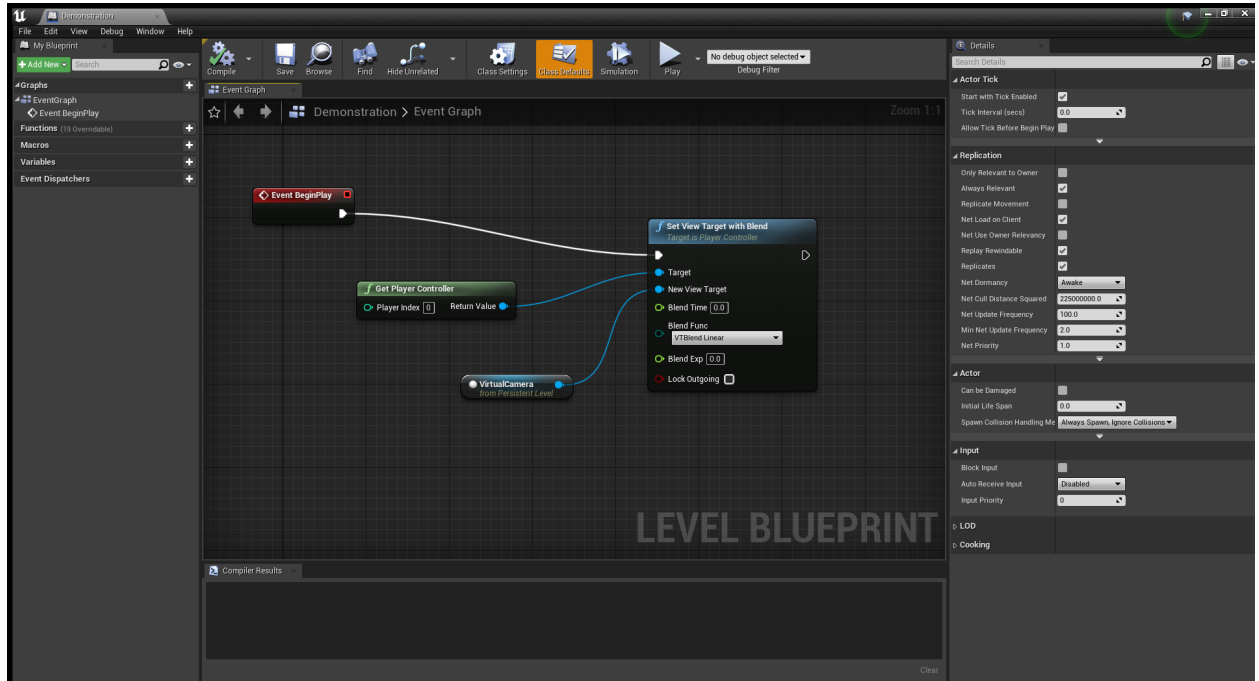 Demonstration
File Edit View Debug Window Help
My Blueprint
+Add New Search
Graphs
EventGraph
Event BeginPlay
Functions (19 Overridable)
Macros
Variables
Event Dispatchers
Compile Save Browse Find Hide Unrelated Class Settings Class Defaults Simulation Play
No debug object selected
Debug Filter
Event Graph
Demonstration > Event Graph Zoom 1:1
Event BeginPlay
Set View Target with Blend
Target is Player Controller
Target
New View Target
Blend Time 0.0
Blend Func
VTBlend Linear
Blend Exp 0.0
Lock Outgoing
Get Player Controller
Player Index 0 Return Value
VirtualCamera
from Persistent Level
LEVEL BLUEPRINT
Compiler Results
Clear
Details
Search Details
Actor Tick
Start with Tick Enabled
Tick Interval (secs) 0.0
Allow Tick Before Begin Play
Replication
Only Relevant to Owner
Always Relevant
Replicate Movement
Net Load on Client
Net Use Owner Relevancy
Replay Rewindable
Replicates
Net Dormancy Awake
Net Cull Distance Squared 225000000.0
Net Update Frequency 100.0
Min Net Update Frequency 2.0
Net Priority 1.0
Actor
Can be Damaged
Initial Life Span 0.0
Spawn Collision Handling Me Always Spawn, Ignore Collisions
Input
Block Input
Auto Receive Input Disabled
Input Priority 0
LOD
Cooking